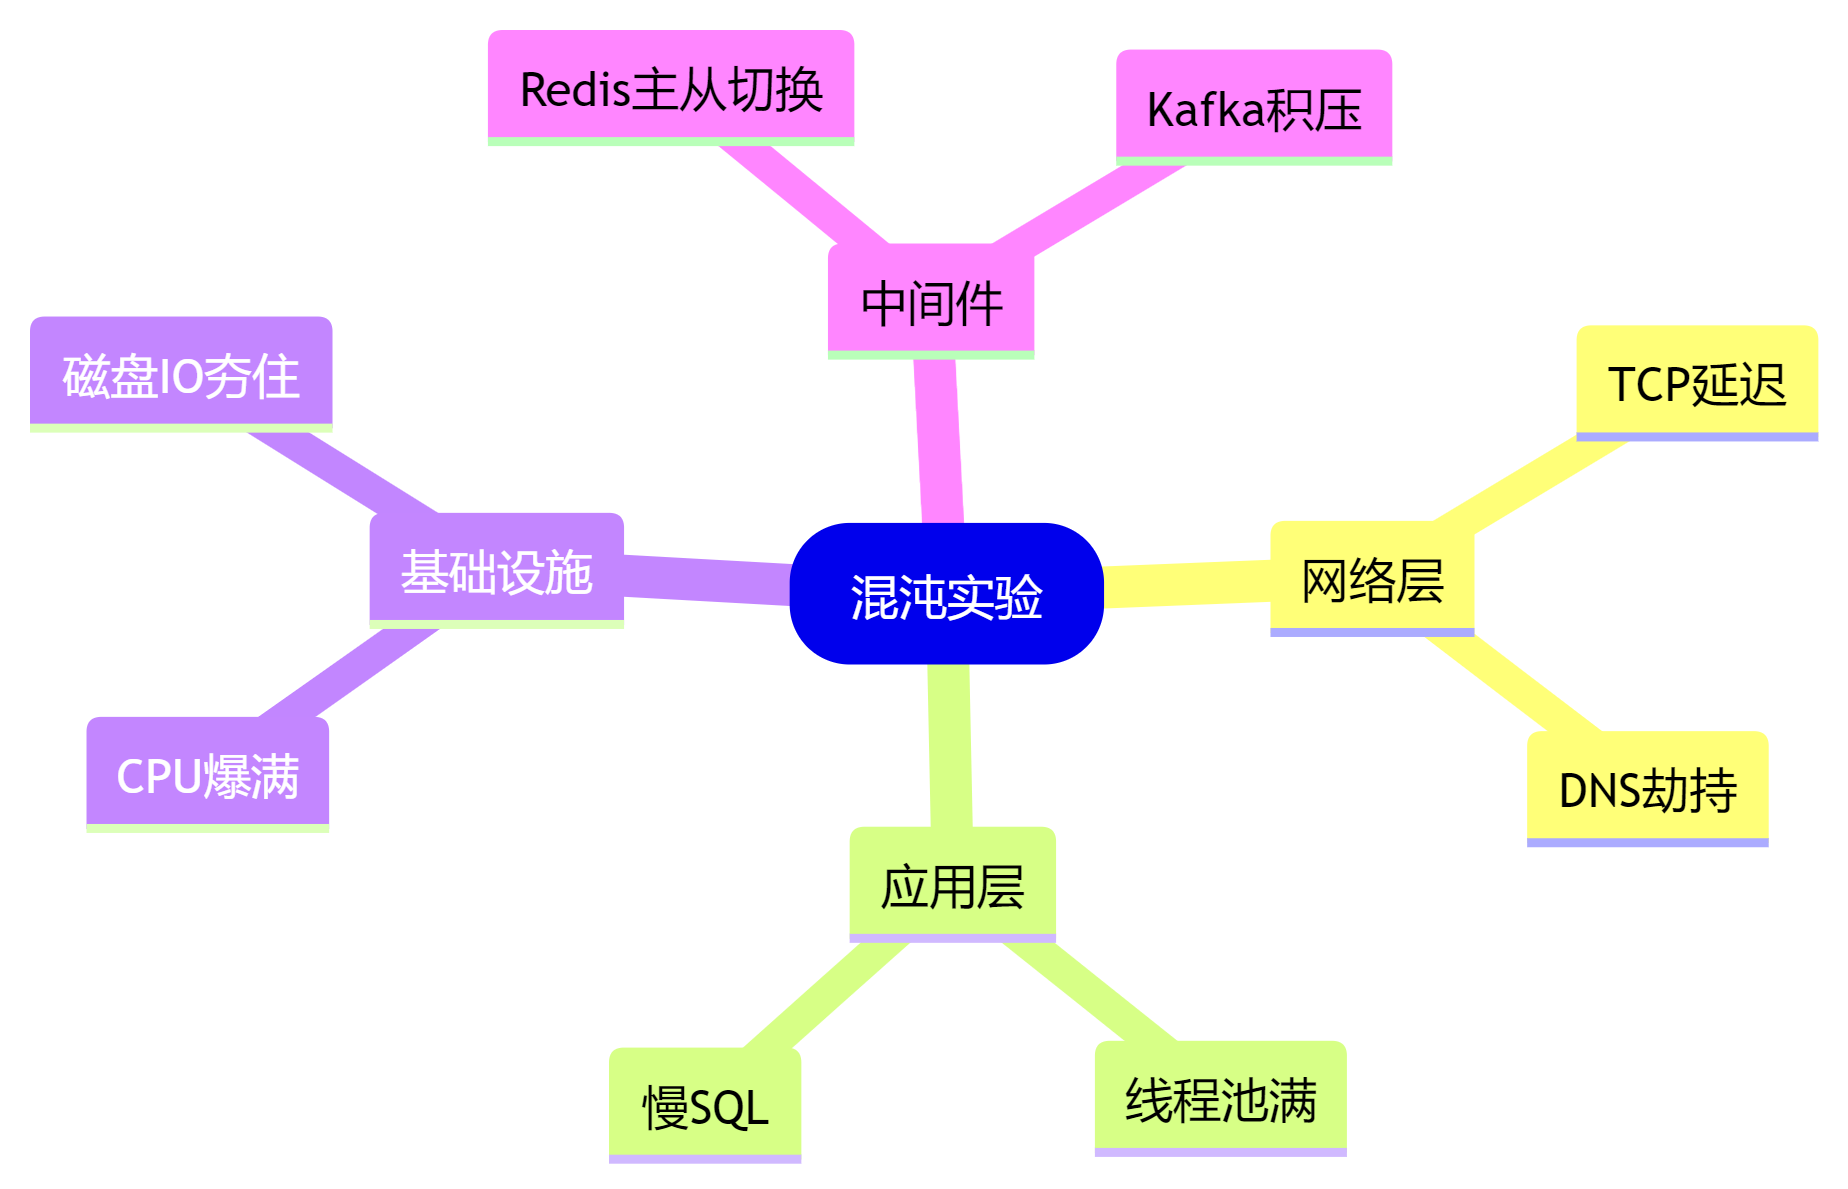 Redis主从切换
Kafka积压
中间件
磁盘IO夯住
TCP延迟
基础设施
混沌实验
网络层
CPU爆满
DNS劫持
应用层
慢SQL
线程池满